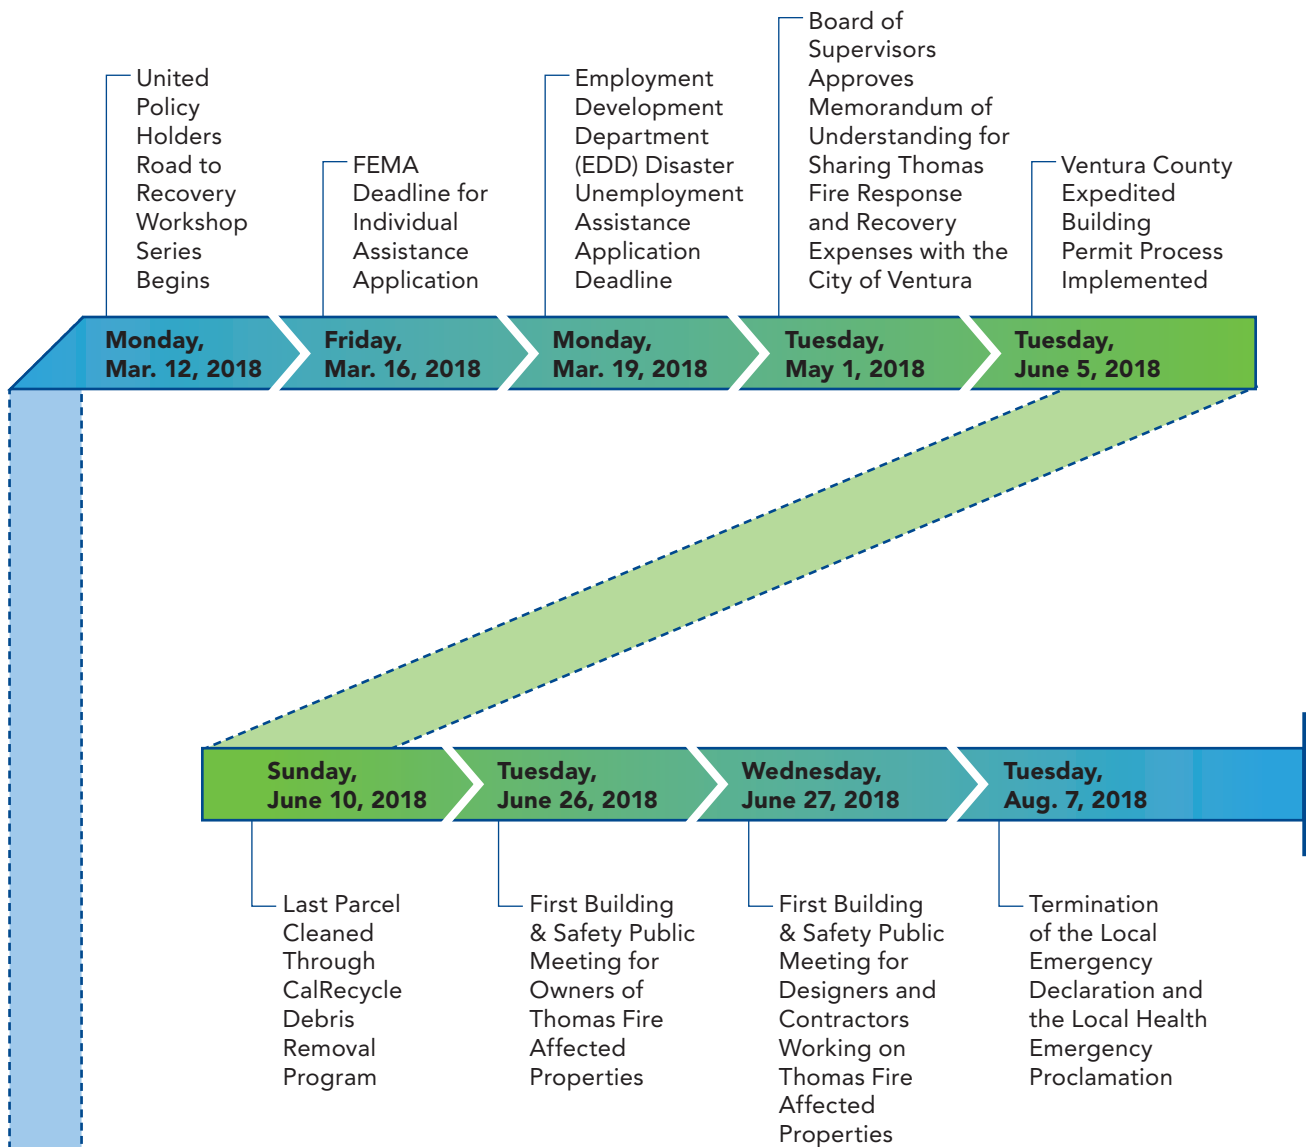 United
Policy
Holders
Road to
Recovery
Workshop
Series
Begins
FEMA
Deadline for
Individual
Assistance
Application
Employment
Development
Department
(EDD) Disaster
Unemployment
Assistance
Application
Deadline
Board of
Supervisors
Approves
Memorandum of
Understanding for
Sharing Thomas
Fire Response
and Recovery
Expenses with the
City of Ventura
Ventura County
Expedited
Building
Permit Process
Implemented
Monday,
Mar. 12, 2018
Friday,
Mar. 16, 2018
Monday,
Mar. 19, 2018
Tuesday,
May 1, 2018
Tuesday,
June 5, 2018
Sunday,
June 10, 2018
Tuesday,
June 26, 2018
Wednesday,
June 27, 2018
Tuesday,
Aug. 7, 2018
Last Parcel
Cleaned
Through
CalRecycle
Debris
Removal
Program
First Building
& Safety Public
Meeting for
Owners of
Thomas Fire
Affected
Properties
First Building
& Safety Public
Meeting for
Designers and
Contractors
Working on
Thomas Fire
Affected
Properties
Termination
of the Local
Emergency
Declaration and
the Local Health
Emergency
Proclamation